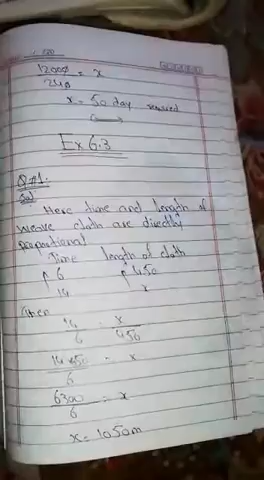 12000 = x
240
x = 50 day required
Ex 6.3
Q#1.
Sol:
Here time and length of
weave cloth are directly
proportional
Time length of cloth
↑ 6 ↑ 450
14 x
Then
14 = x
6 450
14×450 = x
6
6300 = x
6
x = 1050m